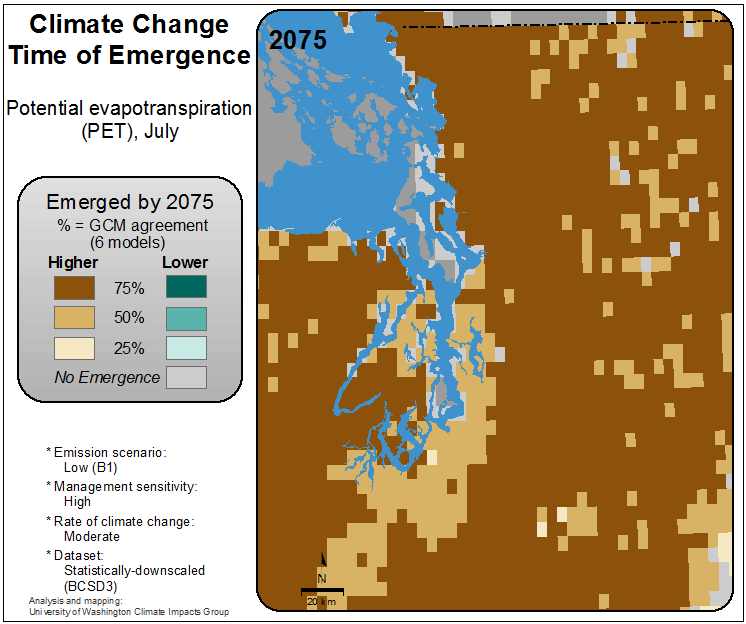 Climate Change
Time of Emergence
Potential evapotranspiration
(PET), July
Emerged by 2075
% = GCM agreement
(6 models)
Higher Lower
75%
50%
25%
No Emergence
* Emission scenario:
Low (B1)
* Management sensitivity:
High
* Rate of climate change:
Moderate
* Dataset:
Statistically-downscaled
(BCSD3)
Analysis and mapping:
University of Washington Climate Impacts Group
2075
N
20 km